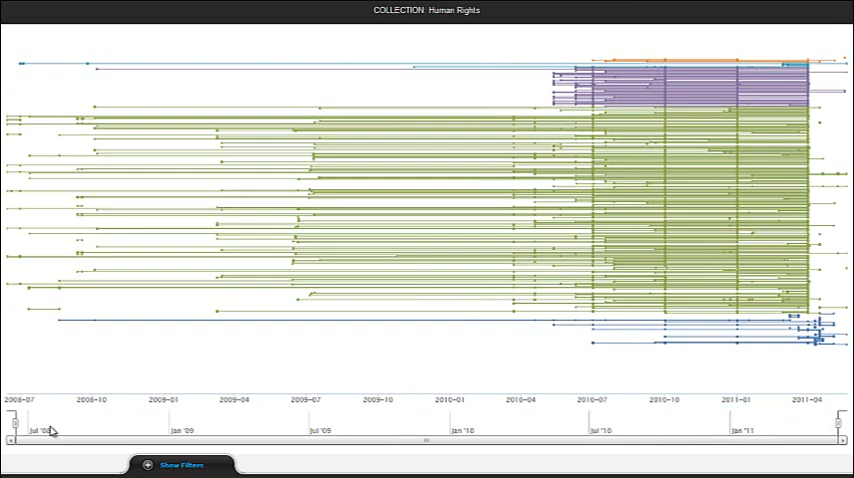 COLLECTION: Human Rights
2008-07 2008-10 2009-01 2009-04 2009-07 2009-10 2010-01 2010-04 2010-07 2010-10 2011-01 2011-04
Jul '08 Jan '09 Jul '09 Jan '10 Jul '10 Jan '11
Show Filters